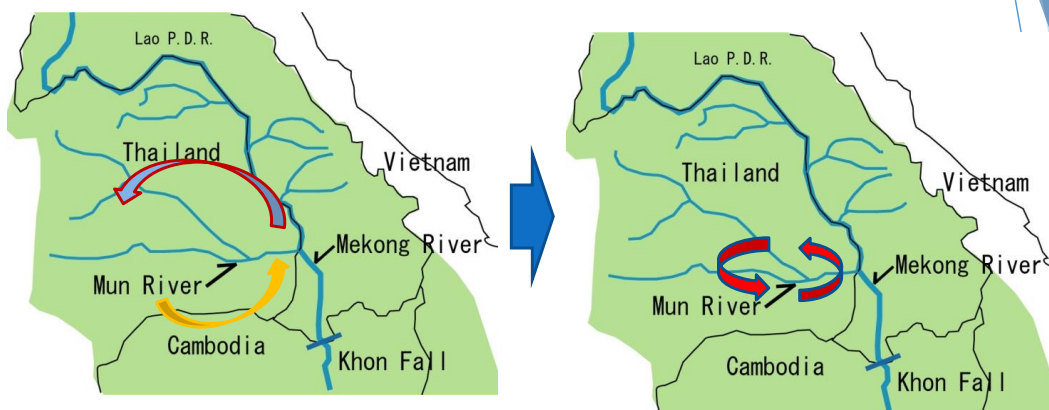 Lao P.D.R.
Thailand
Vietnam
Mekong River
Mun River
Cambodia
Khon Fall
Lao P.D.R.
Thailand
Vietnam
Mekong River
Mun River
Cambodia
Khon Fall